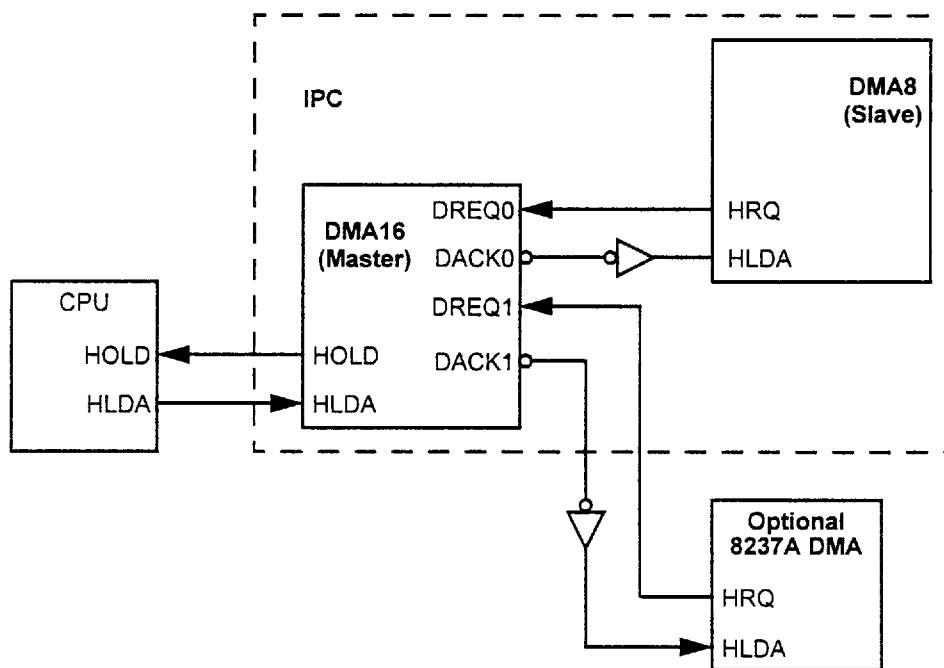 IPC
DMA8
(Slave)
HRQ
HLDA
DMA16
(Master)
DREQ0
DACK0
DREQ1
DACK1
HOLD
HLDA
CPU
HOLD
HLDA
Optional
8237A DMA
HRQ
HLDA